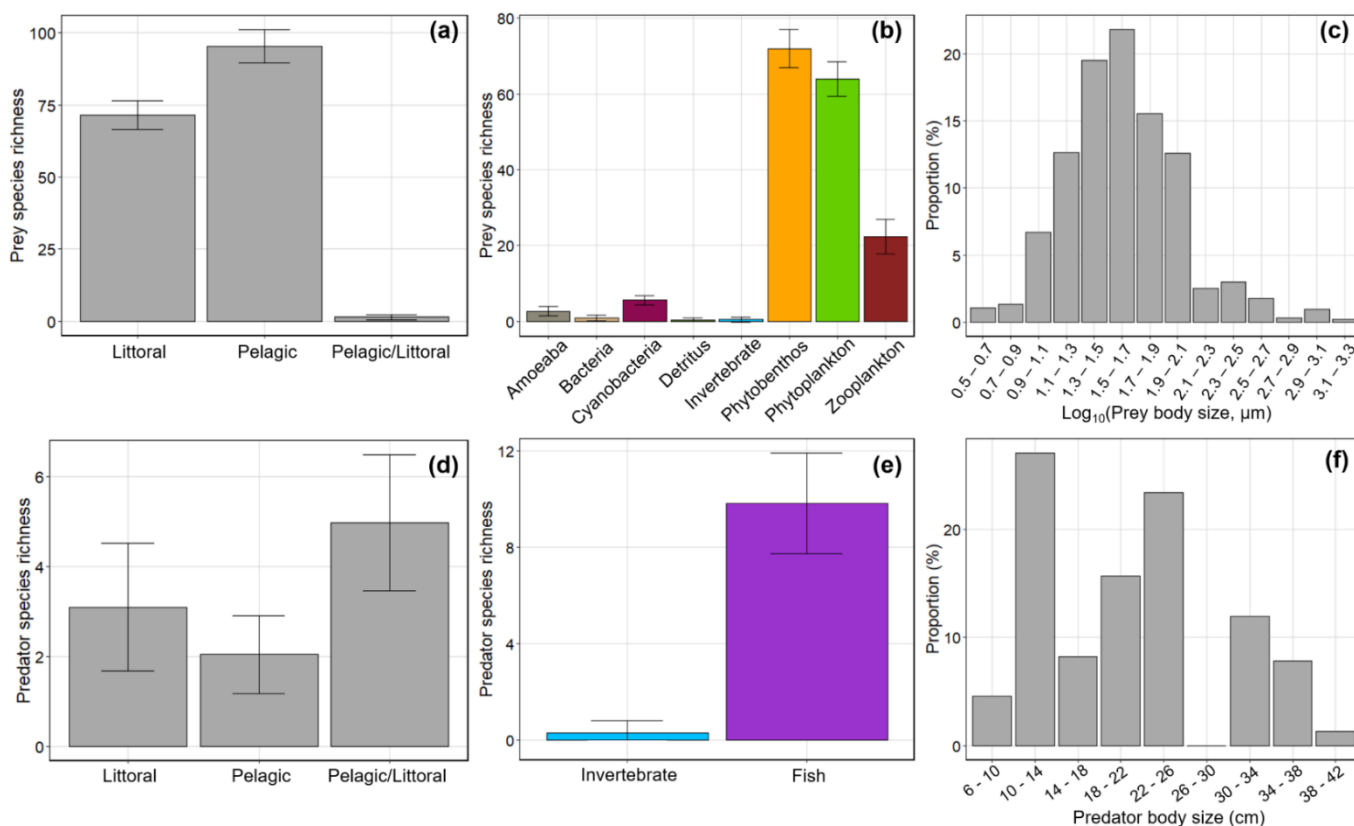 (a)
Prey species richness
100
75
50
25
0
Littoral Pelagic Pelagic/Littoral
(b)
Prey species richness
80
60
40
20
0
Amoeaba Bacteria Cyanobacteria Detritus Invertebrate Phytobenthos Phytoplankton Zooplankton
(c)
Proportion (%)
20
15
10
5
0
0.5 – 0.7 0.7 – 0.9 0.9 – 1.1 1.1 – 1.3 1.3 – 1.5 1.5 – 1.7 1.7 – 1.9 1.9 – 2.1 2.1 – 2.3 2.3 – 2.5 2.5 – 2.7 2.7 – 2.9 2.9 – 3.1 3.1 – 3.3
Log₁₀(Prey body size, µm)
(d)
Predator species richness
6
4
2
0
Littoral Pelagic Pelagic/Littoral
(e)
Predator species richness
12
8
4
0
Invertebrate Fish
(f)
Proportion (%)
20
10
0
6 - 10 10 - 14 14 - 18 18 - 22 22 - 26 26 - 30 30 - 34 34 - 38 38 - 42
Predator body size (cm)